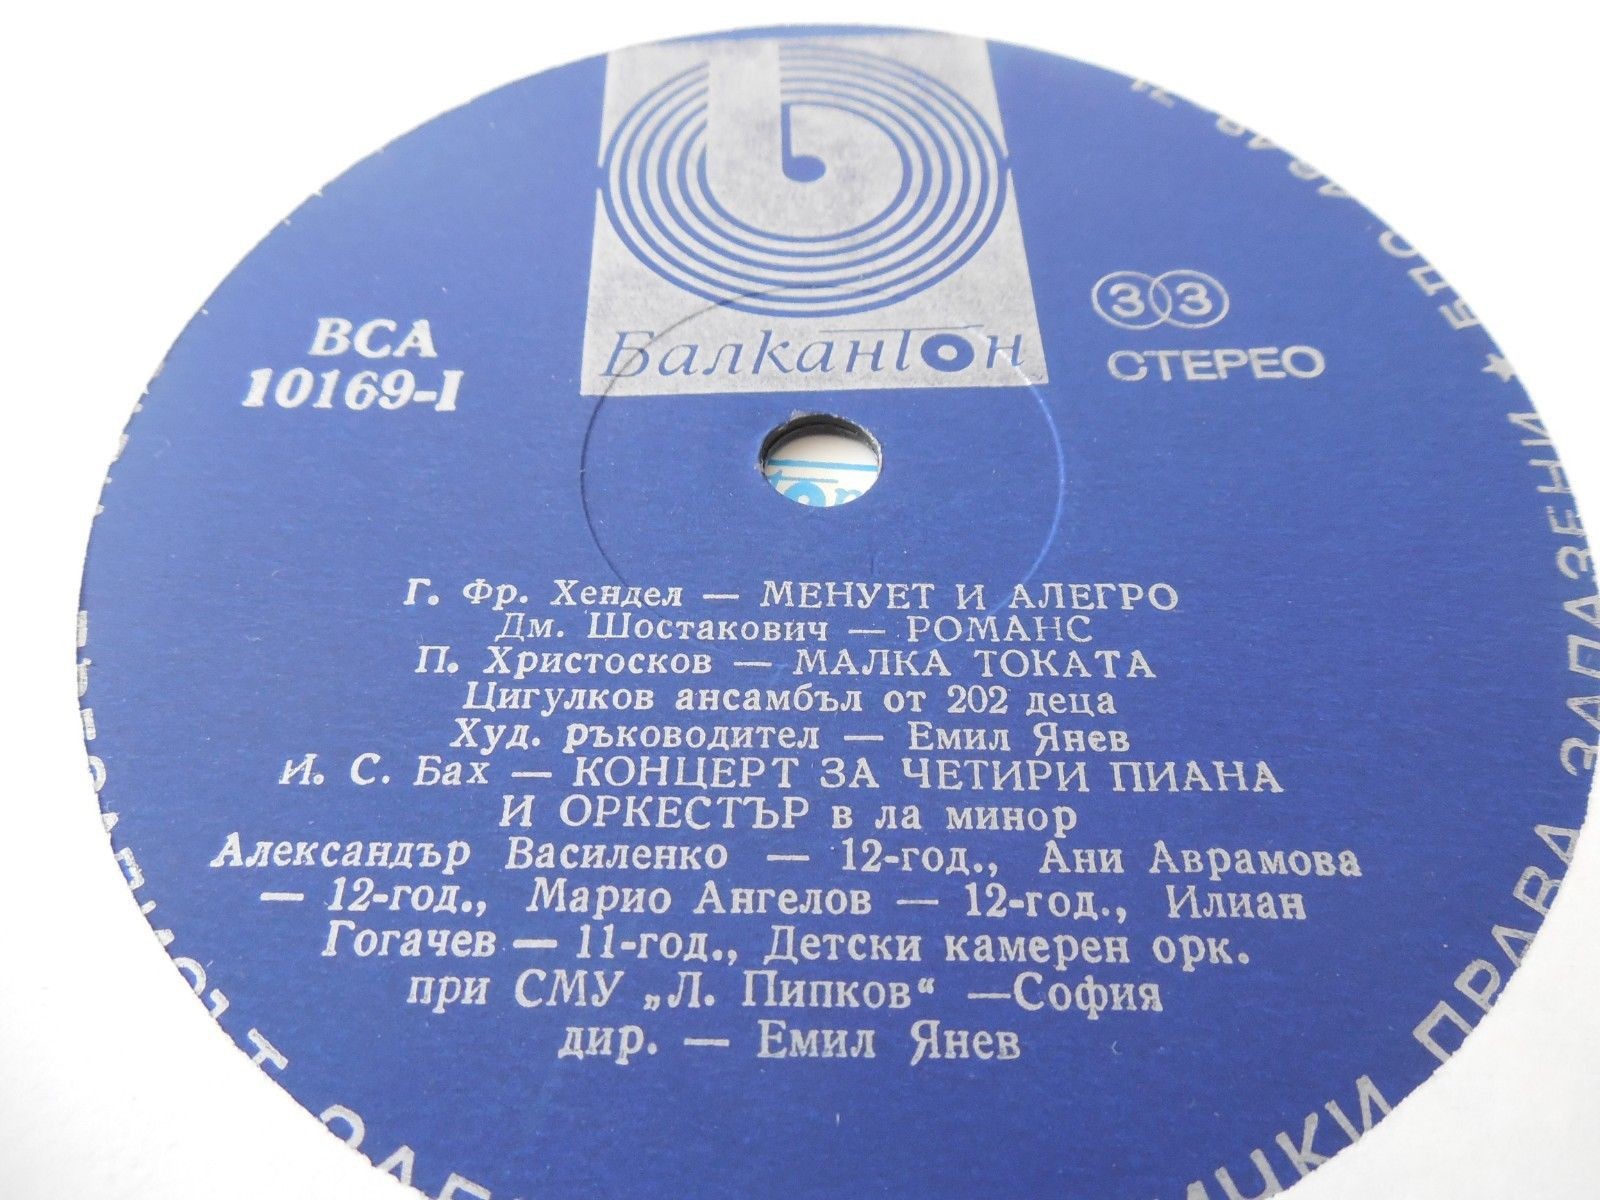 Балкантон
ВСА
10169-I
33
СТЕРЕО
Г. Фр. Хендел — МЕНУЕТ И АЛЕГРО
Дм. Шостакович — РОМАНС
П. Христосков — МАЛКА ТОКАТА
Цигулков ансамбъл от 202 деца
Худ. ръководител — Емил Янев
И. С. Бах — КОНЦЕРТ ЗА ЧЕТИРИ ПИАНА
И ОРКЕСТЪР в ла минор
Александър Василенко — 12-год., Ани Аврамова
— 12-год., Марио Ангелов — 12-год., Илиан
Гогачев — 11-год., Детски камерен орк.
при СМУ „Л. Пипков“ —София
дир. — Емил Янев
ПРАВА ЗАПАЗЕНИ ★